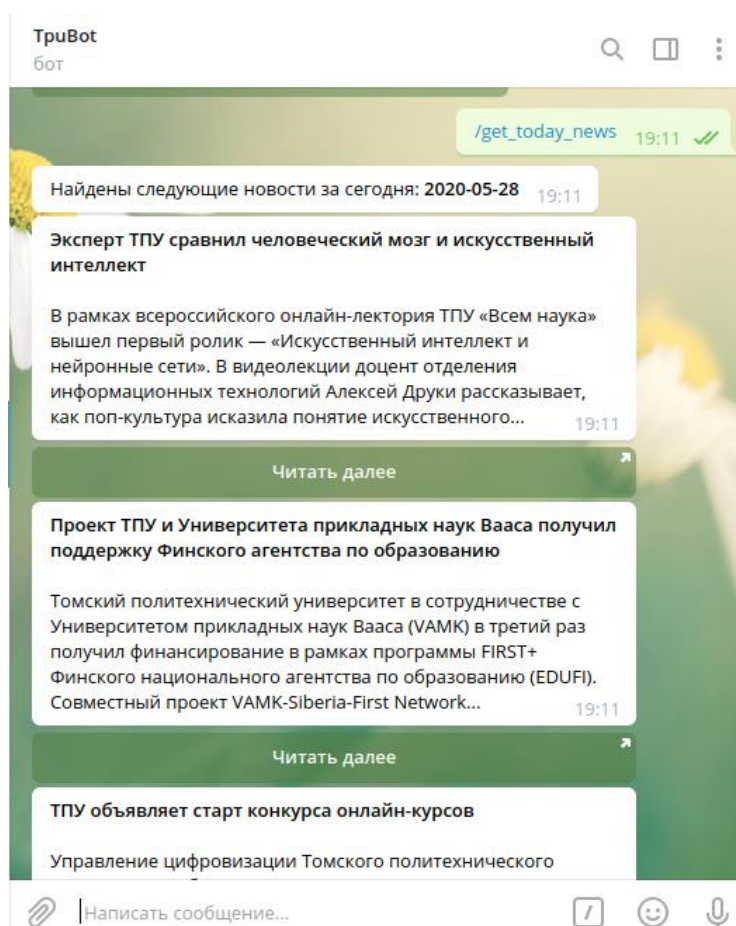 TpuBot
бот
/get_today_news 19:11
Найдены следующие новости за сегодня: 2020-05-28 19:11
Эксперт ТПУ сравнил человеческий мозг и искусственный
интеллект
В рамках всероссийского онлайн-лектория ТПУ «Всем наука»
вышел первый ролик — «Искусственный интеллект и
нейронные сети». В видеолекции доцент отделения
информационных технологий Алексей Друки рассказывает,
как поп-культура исказила понятие искусственного... 19:11
Читать далее
Проект ТПУ и Университета прикладных наук Вааса получил
поддержку Финского агентства по образованию
Томский политехнический университет в сотрудничестве с
Университетом прикладных наук Вааса (VAMK) в третий раз
получил финансирование в рамках программы FIRST+
Финского национального агентства по образованию (EDUFI).
Совместный проект VAMK-Siberia-First Network... 19:11
Читать далее
ТПУ объявляет старт конкурса онлайн-курсов
Управление цифровизации Томского политехнического
Написать сообщение...